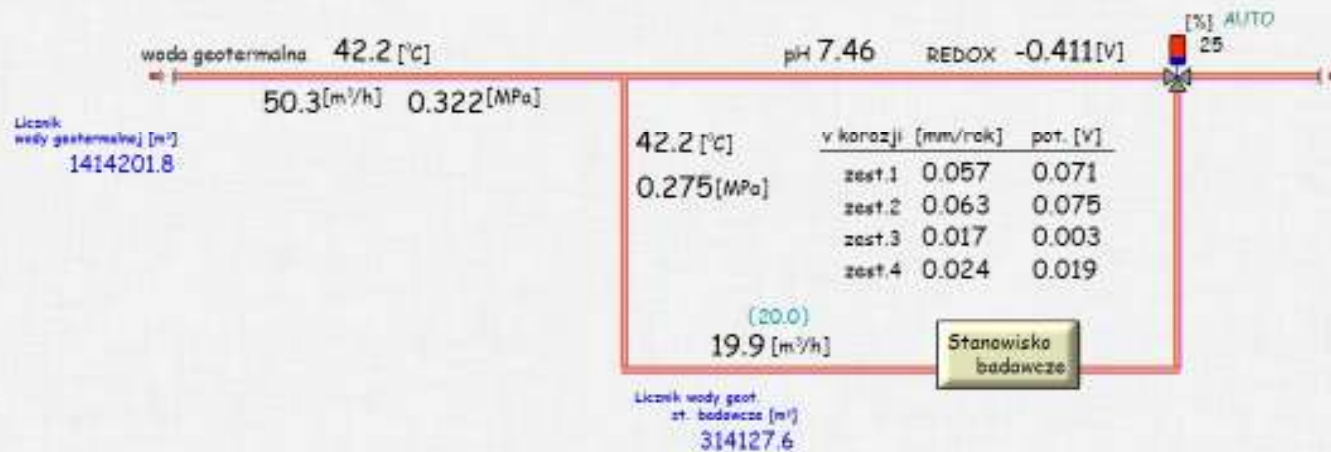 [%] AUTO
25
woda geotermalna 42.2 [°C]
pH 7.46 REDOX -0.411[V]
50.3[m³/h] 0.322[MPa]
Licznik
wody geotermalnej [m³]
1414201.8
42.2 [°C]
0.275[MPa]
v korozji [mm/rok] pot. [V]
zest.1 0.057 0.071
zest.2 0.063 0.075
zest.3 0.017 0.003
zest.4 0.024 0.019
(20.0)
19.9 [m³/h]
Stanowisko
badawcze
Licznik wody geot.
st. badawcze [m³]
314127.6